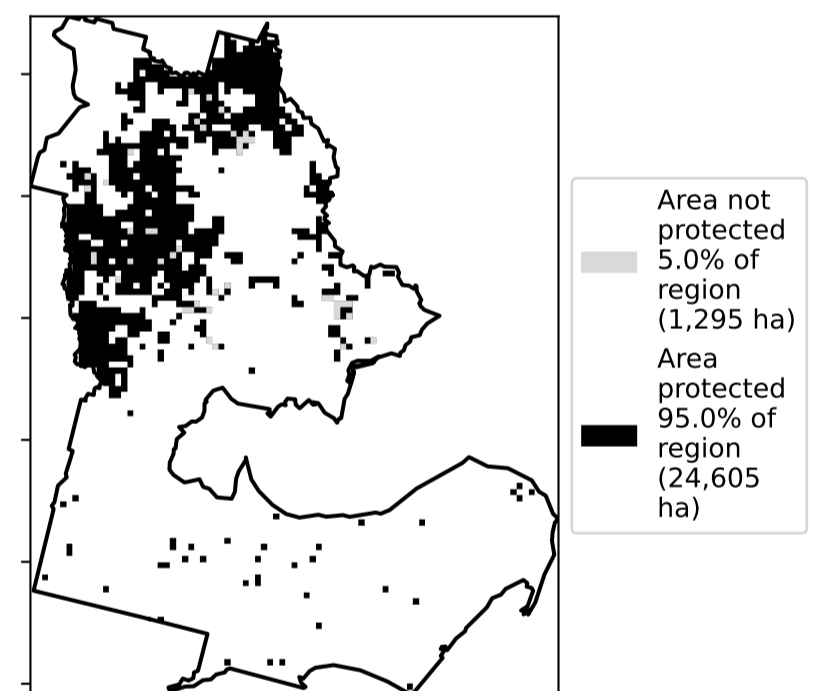 Area not
protected
5.0% of
region
(1,295 ha)
Area
protected
95.0% of
region
(24,605
ha)